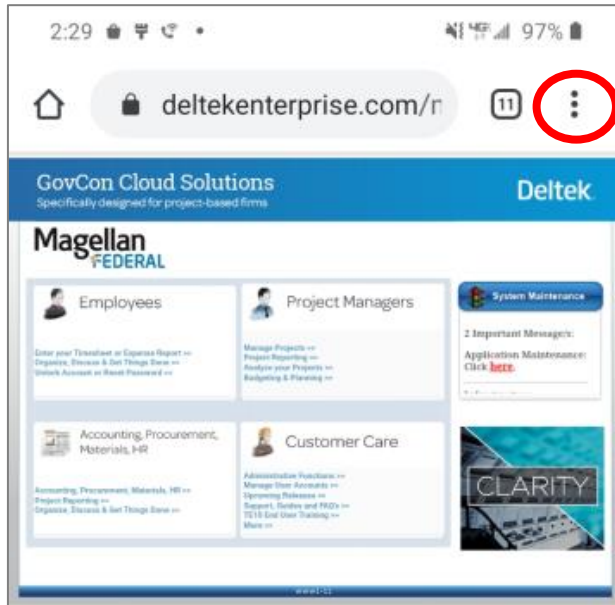 2:29
97%
deltekenterprise.com/n
11
GovCon Cloud Solutions
Specifically designed for project-based firms
Deltek
Magellan
FEDERAL
Employees
Enter your Timesheet or Expense Report >>
Organize, Discuss & Get Things Done >>
Unlock Account or Reset Password >>
Project Managers
Manage Projects >>
Project Reporting >>
Analyze your Projects >>
Budgeting & Planning >>
System Maintenance
2 Important Message/s:
Application Maintenance:
Click here.
Accounting, Procurement,
Materials, HR
Accounting, Procurement, Materials, HR >>
Project Reporting >>
Organize, Discuss & Get Things Done >>
Customer Care
Administrative Functions >>
Manage User Accounts >>
Upcoming Releases >>
Support, Guides and FAQ's >>
TE10 End User Training >>
More >>
CLARITY